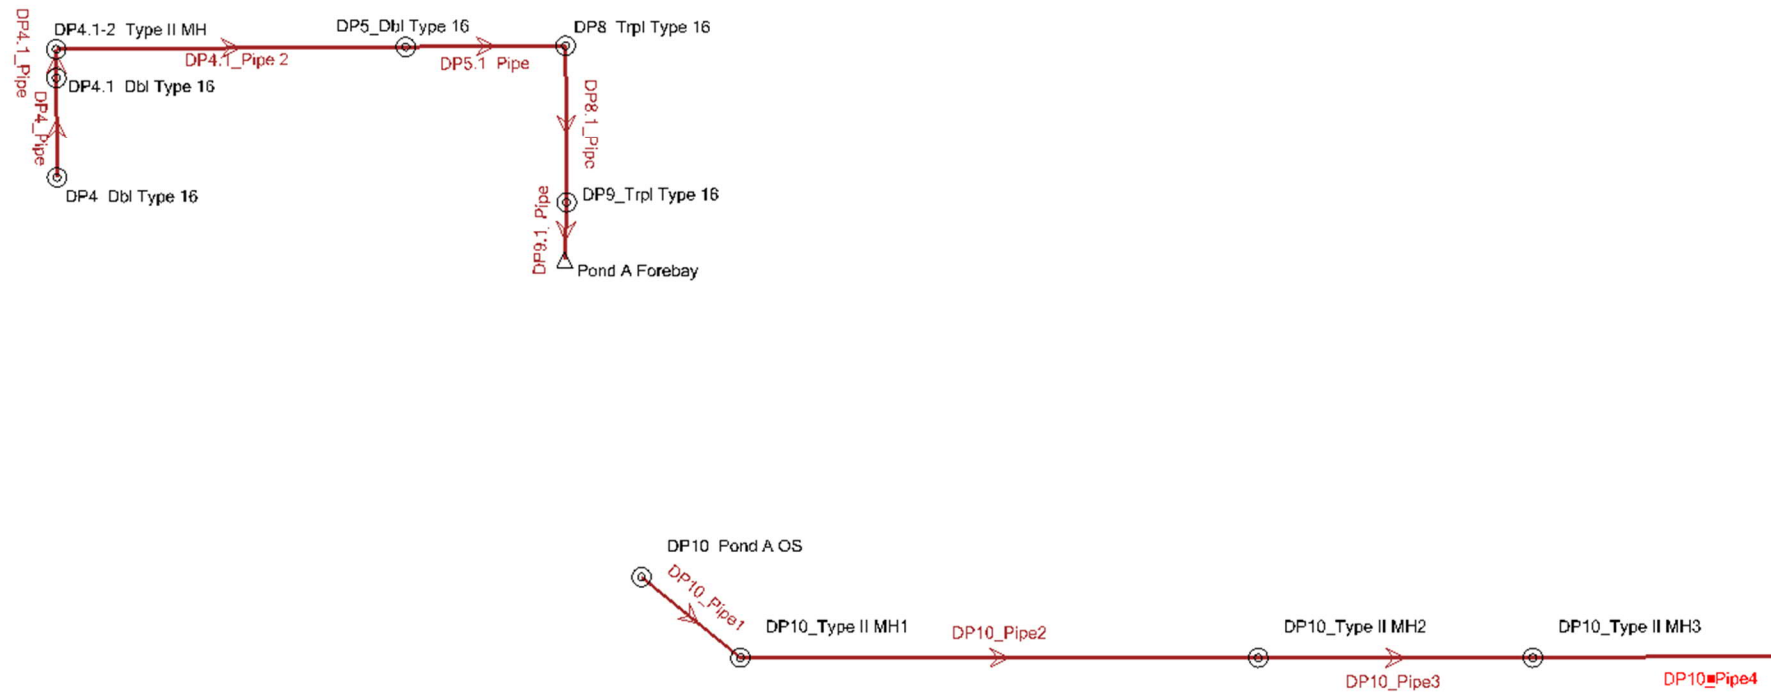 DP4.1_Pipe
DP4.1-2 Type II MH
DP5_Dbl Type 16
DP8 Trpl Type 16
DP4.1_Pipe 2
DP5.1 Pipe
DP4.1 Dbl Type 16
DP4_Pipe
DP8.1_Pipe
DP4 Dbl Type 16
DP9_Trpl Type 16
DP9.1_Pipe
Pond A Forebay
DP10 Pond A OS
DP10_Pipe1
DP10_Type II MH1
DP10_Pipe2
DP10_Type II MH2
DP10_Type II MH3
DP10_Pipe3
DP10_Pipe4